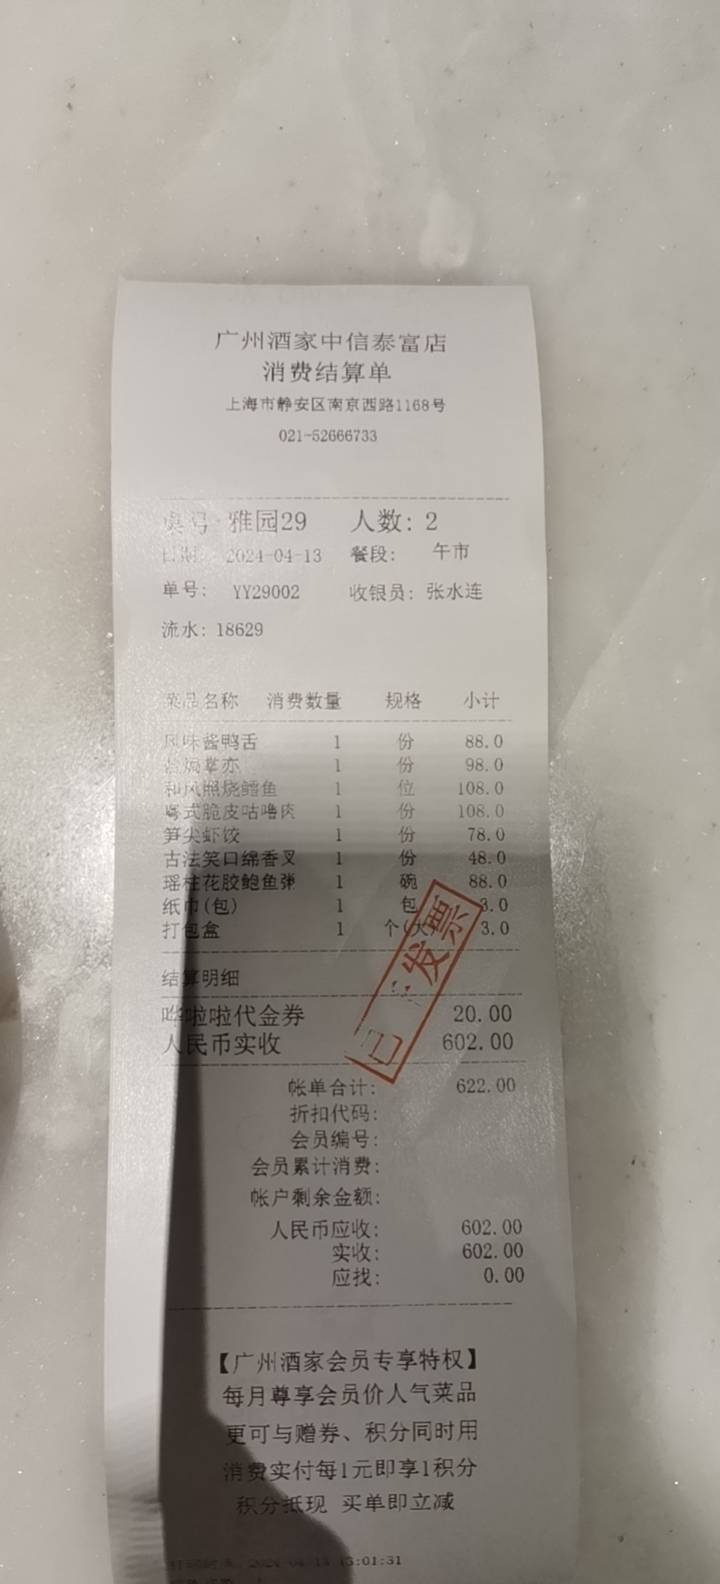 广州酒家中信泰富店
消费结算单
上海市静安区南京西路1168号
021-52666733
桌号 雅园29 人数: 2
日期: 2024-04-13 餐段: 午市
单号: YY29002 收银员: 张水连
流水: 18629
菜品名称 消费数量 规格 小计
风味酱鸭舌 1 份 88.0
1 份 98.0
和风照烧鳕鱼 1 位 108.0
粤式脆皮咕噜肉 1 份 108.0
笋尖虾饺 1 份 78.0
古法笑口绵香叉 1 份 48.0
瑶柱花胶鲍鱼粥 1 碗 88.0
纸巾(包) 1 包 3.0
打包盒 1 个(大) 3.0
已 发票
结算明细
哗啦啦代金券 20.00
人民币实收 602.00
帐单合计: 622.00
折扣代码:
会员编号:
会员累计消费:
帐户剩余金额:
人民币应收: 602.00
实收: 602.00
应找: 0.00
【广州酒家会员专享特权】
每月尊享会员价人气菜品
更可与赠券、积分同时用
消费实付每1元即享1积分
积分抵现 买单即立减
2024-04-13 13:01:31